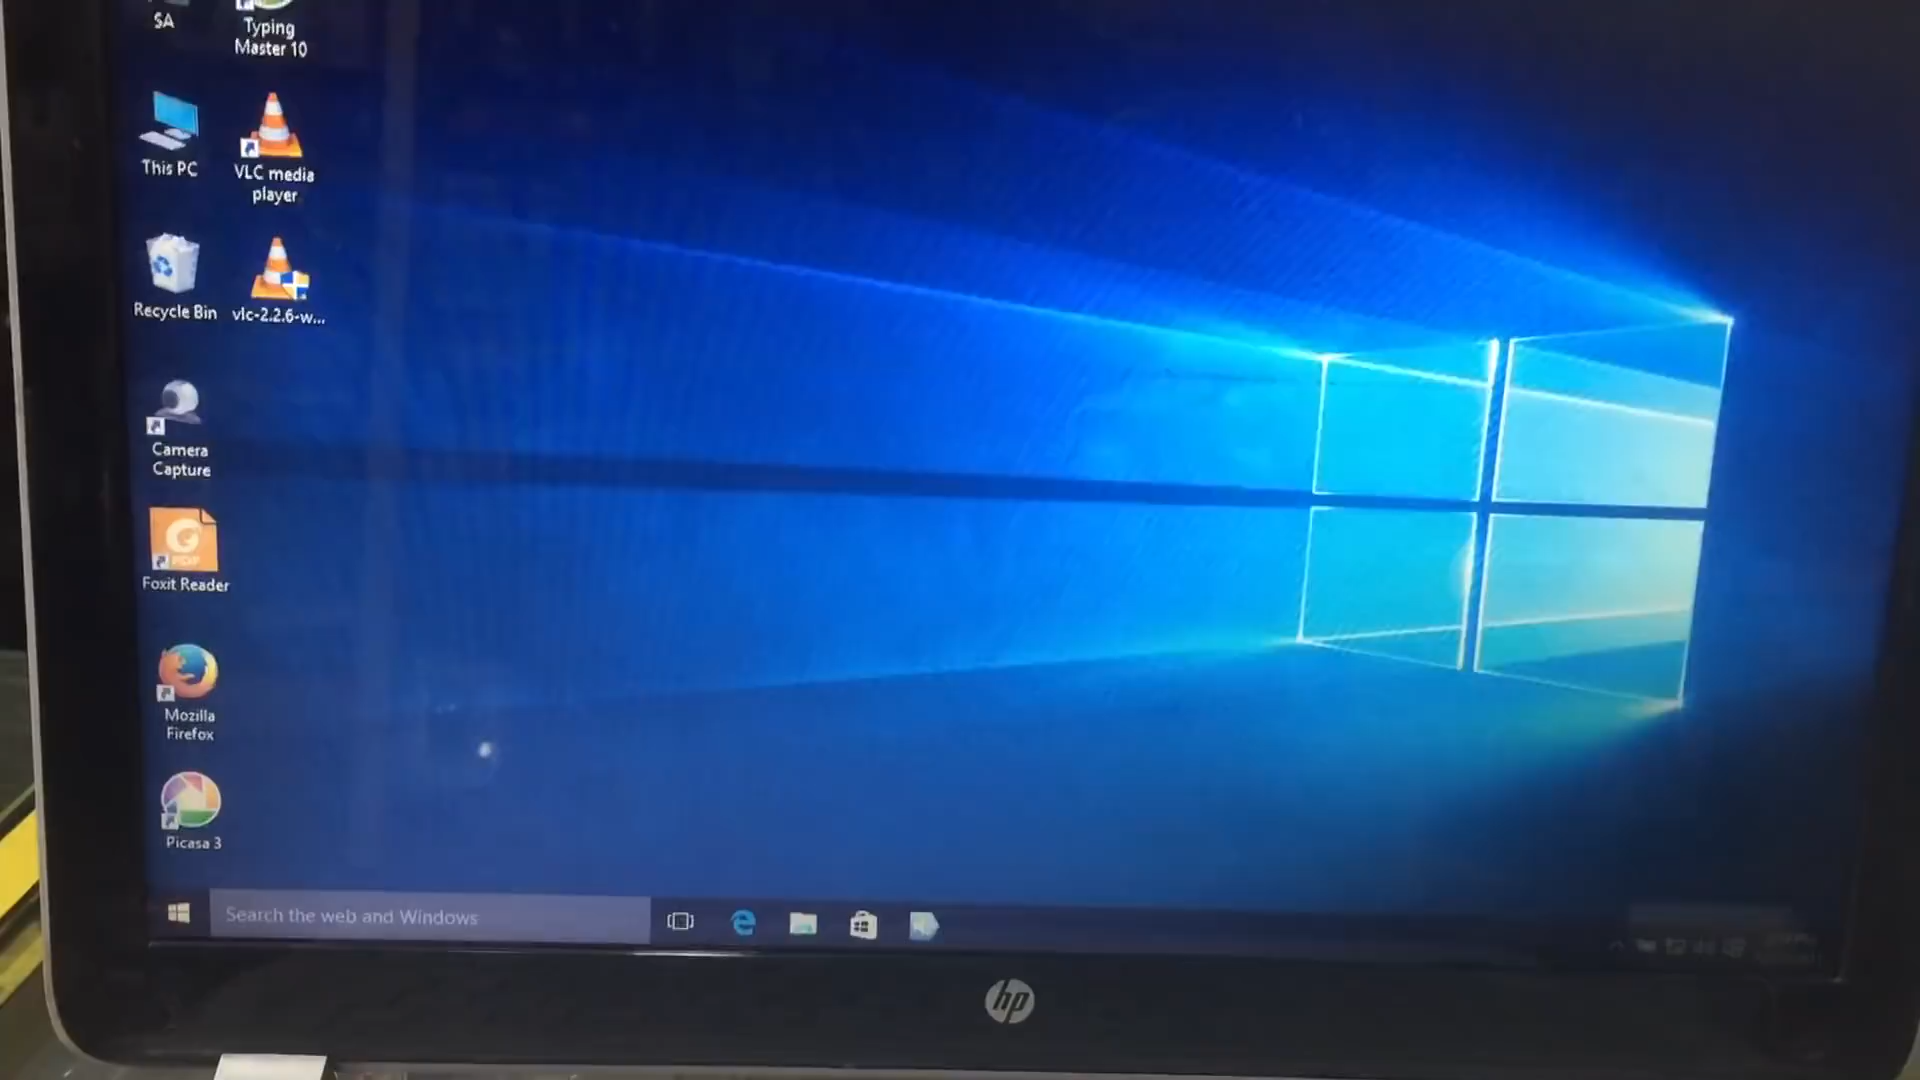 SA
Typing
Master 10
This PC
VLC media
player
Recycle Bin
vlc-2.2.6-w...
Camera
Capture
PDF
Foxit Reader
Mozilla
Firefox
Picasa 3
Search the web and Windows
hp